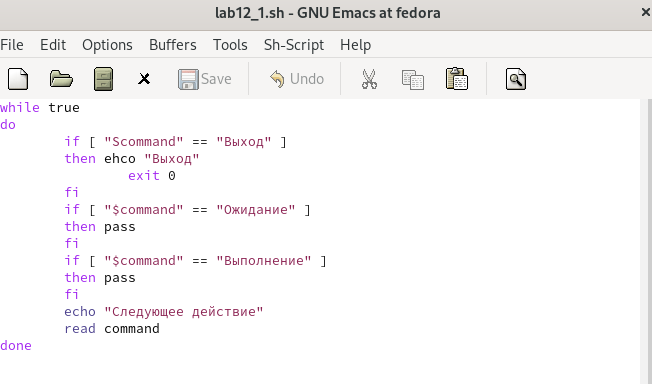 lab12_1.sh - GNU Emacs at fedora
File Edit Options Buffers Tools Sh-Script Help
Save Undo
while true
do
if [ "Scommand" == "Выход" ]
then ehco "Выход"
exit 0
fi
if [ "$command" == "Ожидание" ]
then pass
fi
if [ "$command" == "Выполнение" ]
then pass
fi
echo "Следующее действие"
read command
done